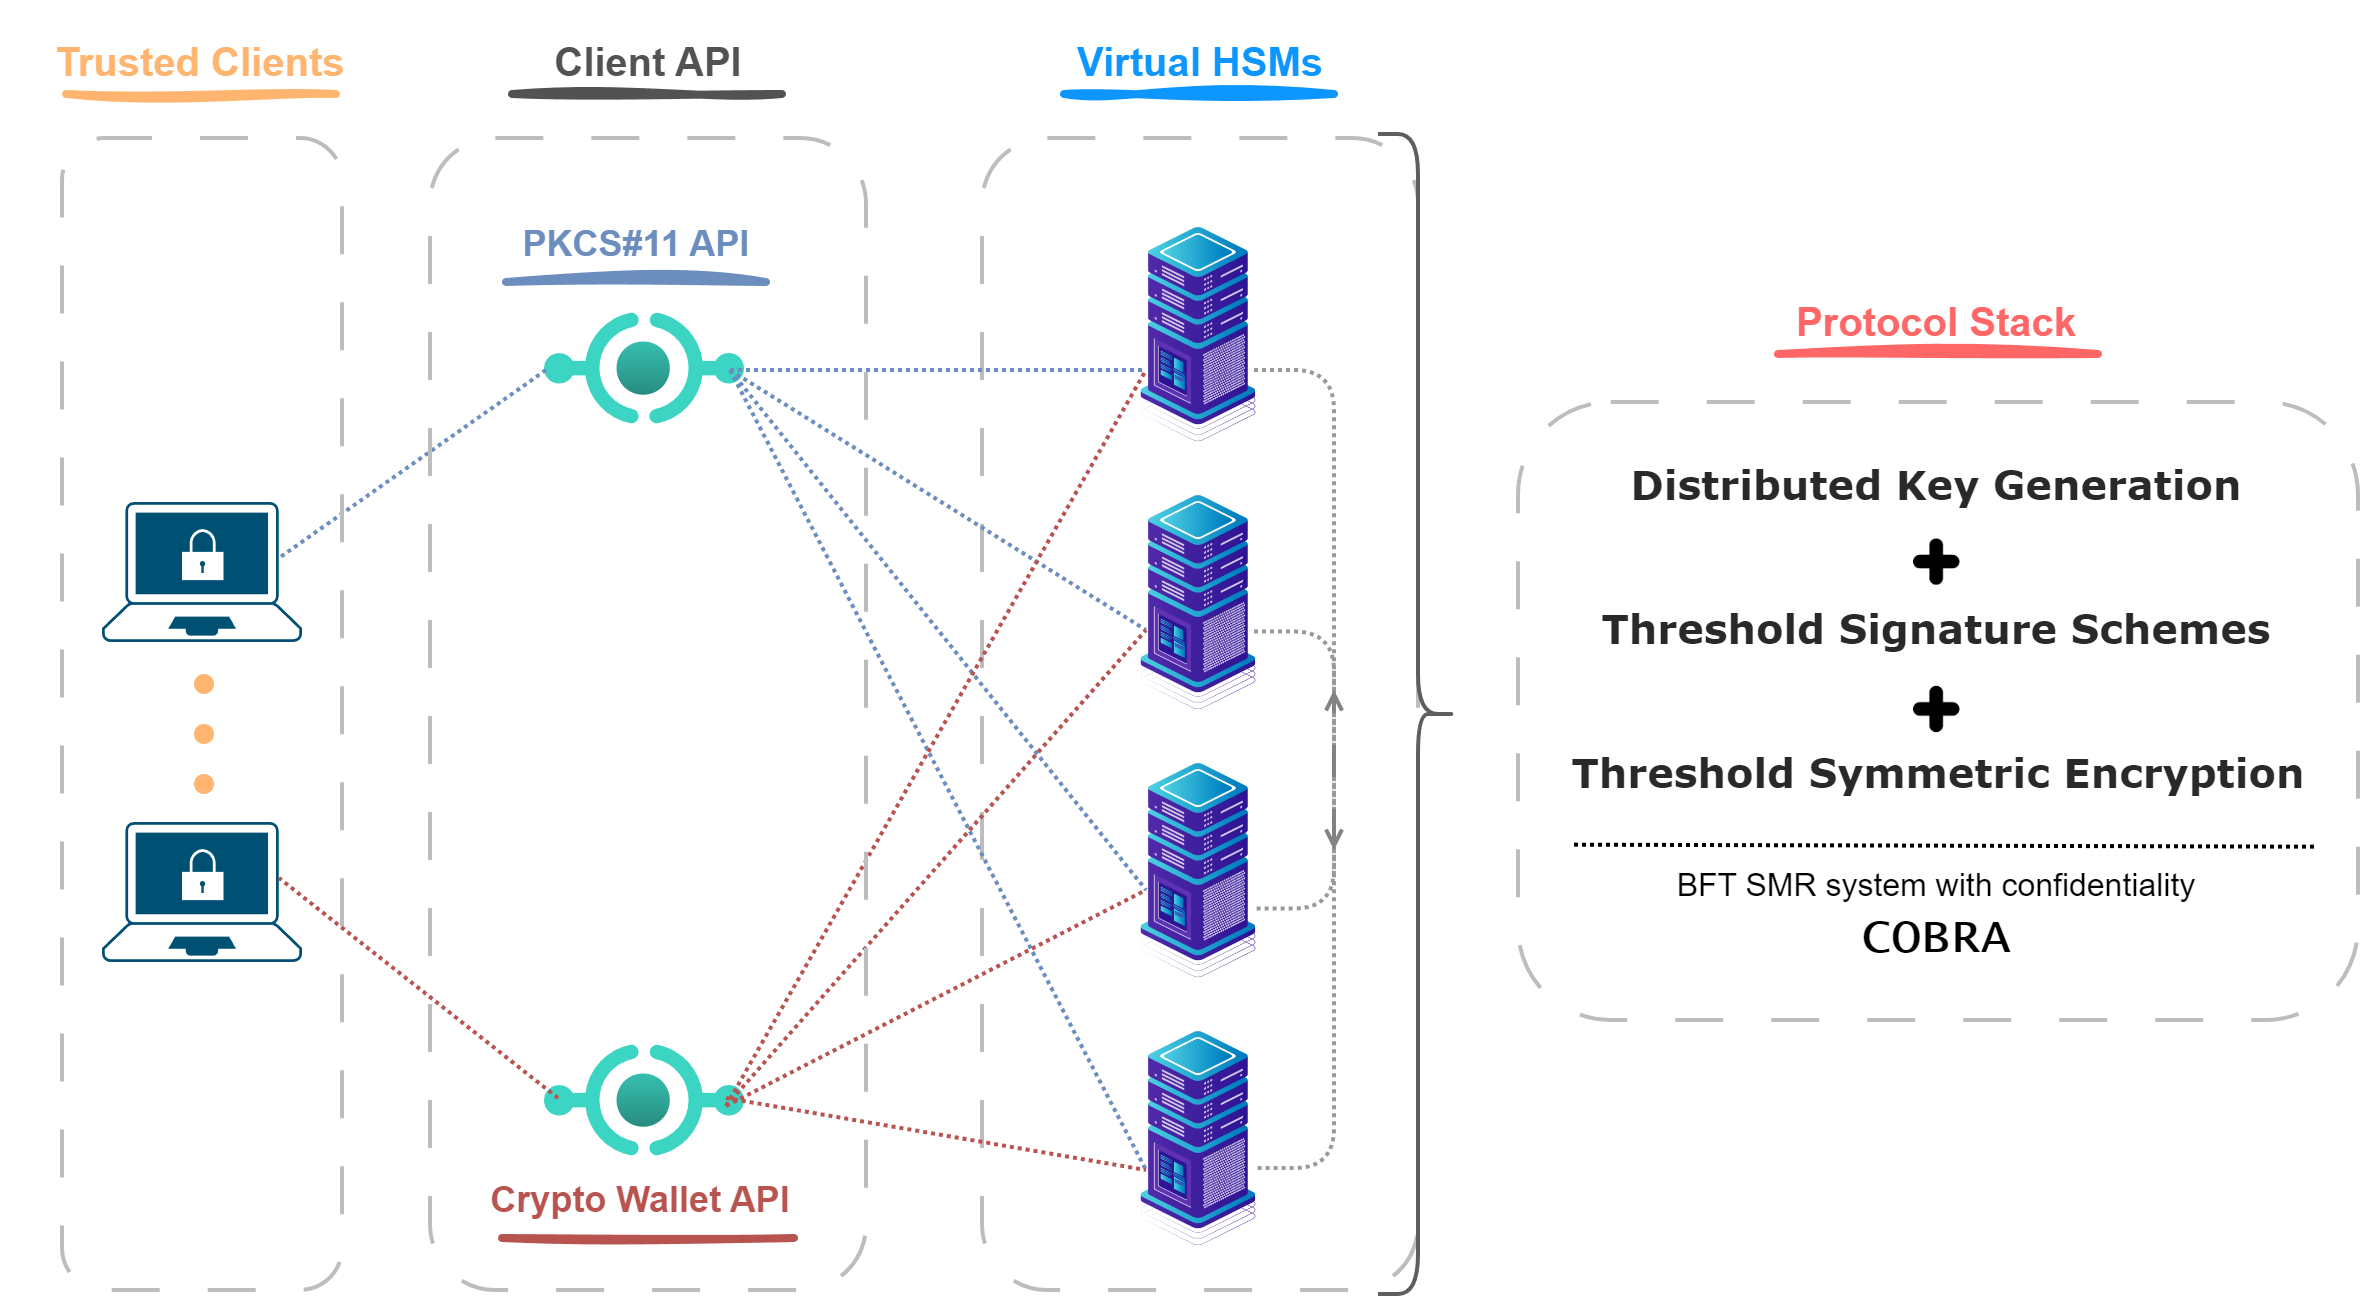 Trusted Clients
Client API
Virtual HSMs
PKCS#11 API
Crypto Wallet API
Protocol Stack
Distributed Key Generation
+
Threshold Signature Schemes
+
Threshold Symmetric Encryption
BFT SMR system with confidentiality
COBRA